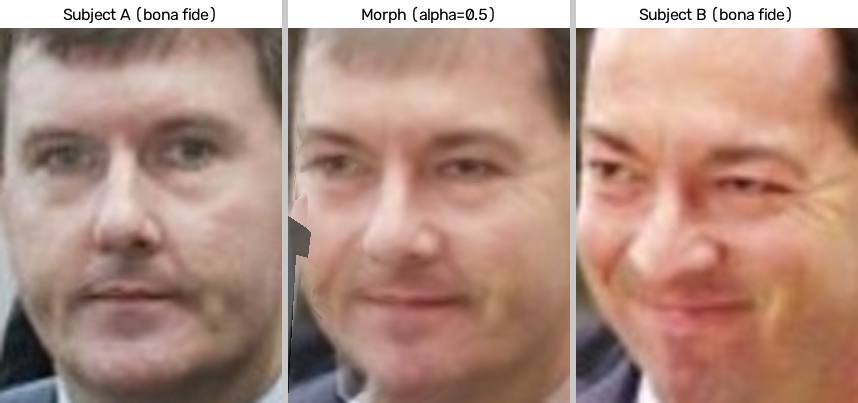 Subject A (bona fide)
Morph (alpha=0.5)
Subject B (bona fide)